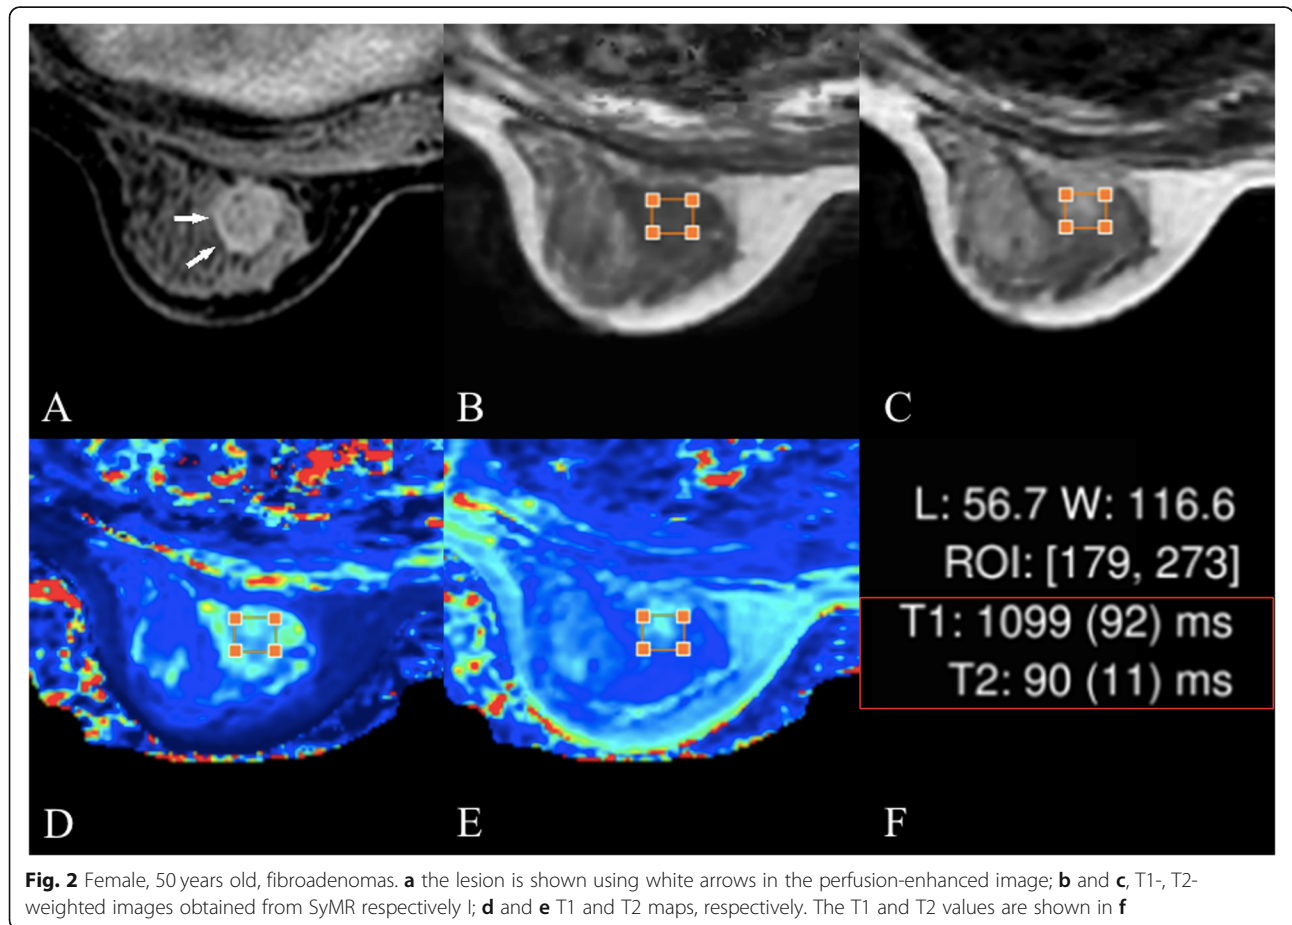 A
B
C
D
E
L: 56.7 W: 116.6
ROI: [179, 273]
T1: 1099 (92) ms
T2: 90 (11) ms
F
Fig. 2 Female, 50 years old, fibroadenomas. a the lesion is shown using white arrows in the perfusion-enhanced image; b and c, T1-, T2-
weighted images obtained from SyMR respectively I; d and e T1 and T2 maps, respectively. The T1 and T2 values are shown in f